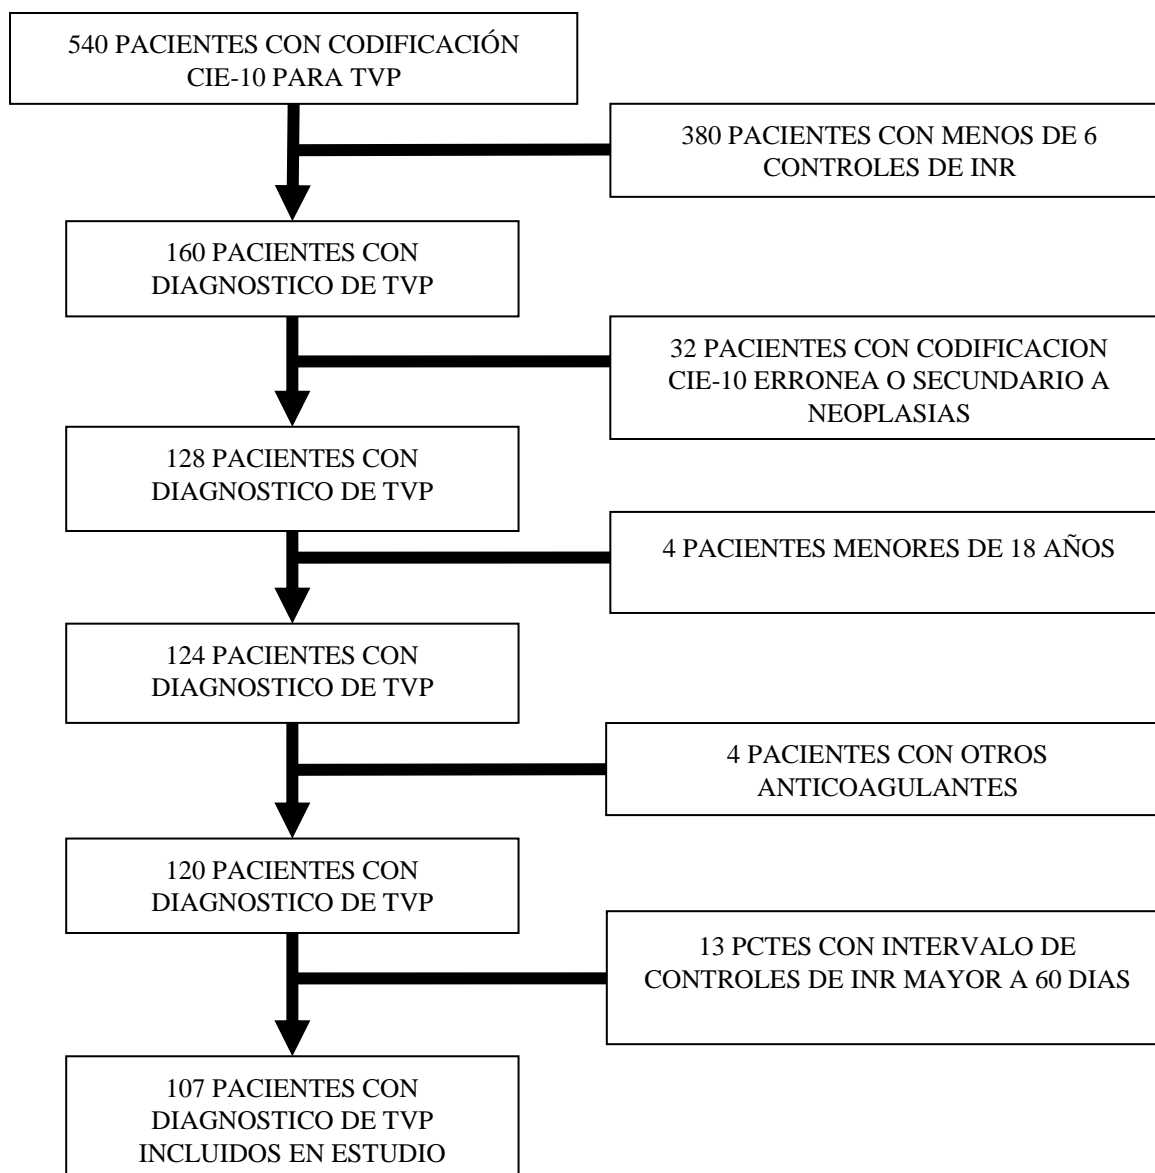 540 PACIENTES CON CODIFICACIÓN
CIE-10 PARA TVP
380 PACIENTES CON MENOS DE 6
CONTROLES DE INR
160 PACIENTES CON
DIAGNOSTICO DE TVP
32 PACIENTES CON CODIFICACION
CIE-10 ERRONEA O SECUNDARIO A
NEOPLASIAS
128 PACIENTES CON
DIAGNOSTICO DE TVP
4 PACIENTES MENORES DE 18 AÑOS
124 PACIENTES CON
DIAGNOSTICO DE TVP
4 PACIENTES CON OTROS
ANTICOAGULANTES
120 PACIENTES CON
DIAGNOSTICO DE TVP
13 PCTES CON INTERVALO DE
CONTROLES DE INR MAYOR A 60 DIAS
107 PACIENTES CON
DIAGNOSTICO DE TVP
INCLUIDOS EN ESTUDIO